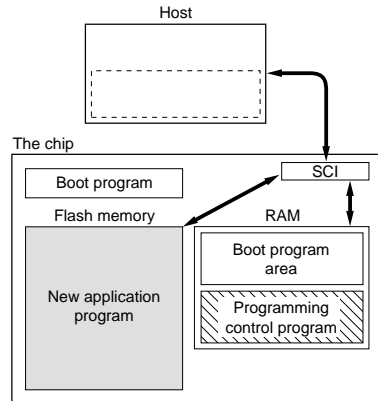 Host
The chip
SCI
Boot program
Flash memory
RAM
Boot program
area
New application
program
Programming
control program